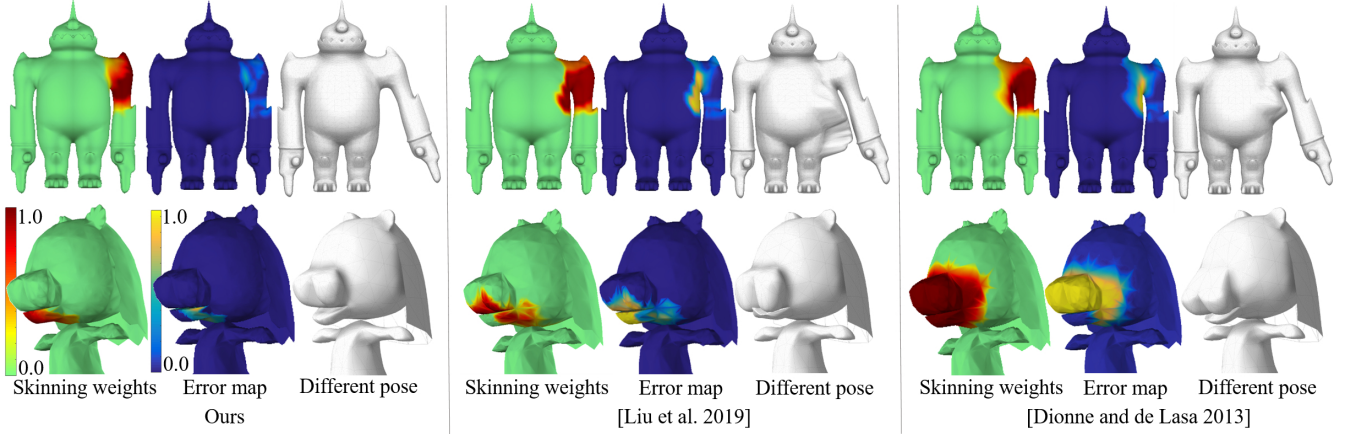 1.0
1.0
0.0
0.0
Skinning weights Error map Different pose
Skinning weights Error map Different pose
Skinning weights Error map Different pose
Ours
[Liu et al. 2019]
[Dionne and de Lasa 2013]